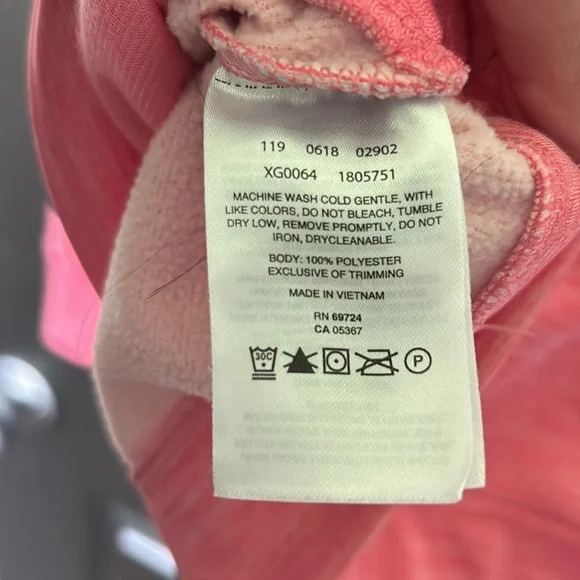 119 0618 02902
XG0064 1805751
MACHINE WASH COLD GENTLE, WITH
LIKE COLORS, DO NOT BLEACH, TUMBLE
DRY LOW, REMOVE PROMPTLY, DO NOT
IRON, DRYCLEANABLE.
BODY: 100% POLYESTER
EXCLUSIVE OF TRIMMING
MADE IN VIETNAM
RN 69724
CA 05367
30C P